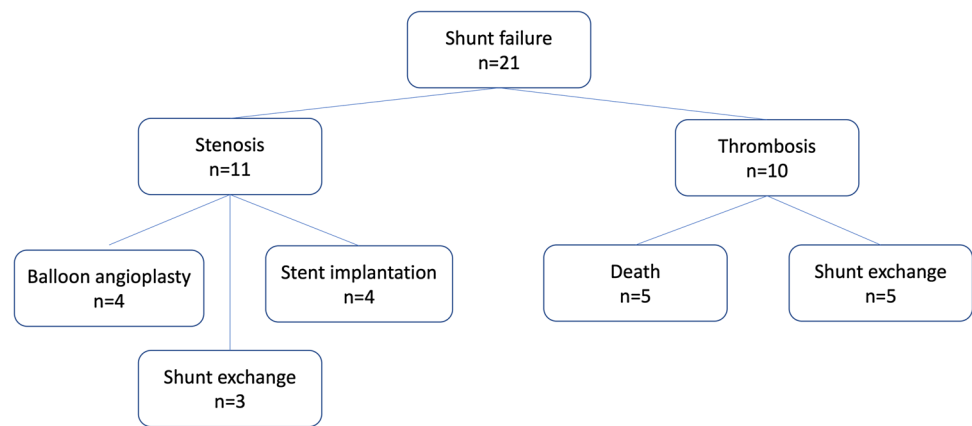 Shunt failure
n=21
Stenosis
n=11
Thrombosis
n=10
Balloon angioplasty
n=4
Stent implantation
n=4
Death
n=5
Shunt exchange
n=5
Shunt exchange
n=3